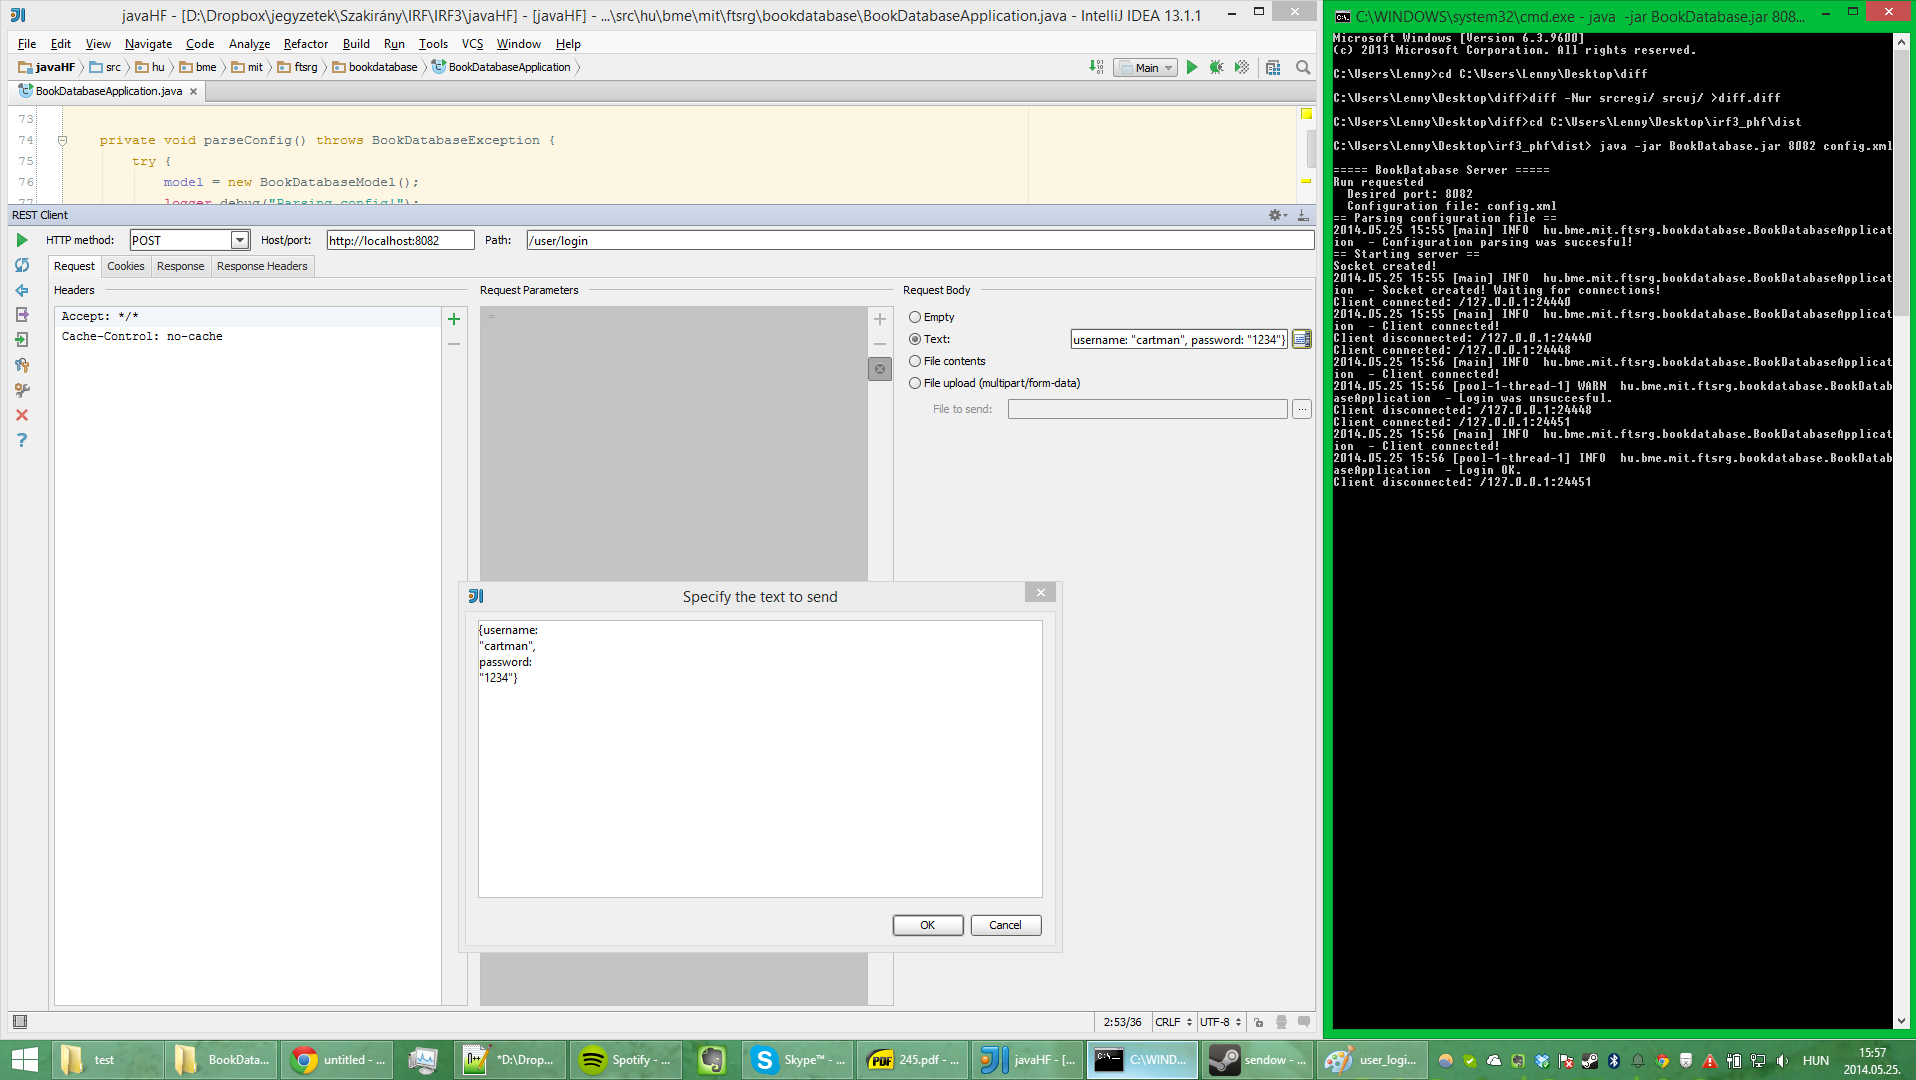 javaHF - [D:\Dropbox\jegyzetek\Szakirány\IRF\IRF3\javaHF] - [javaHF] - ...\src\hu\bme\mit\ftsrg\bookdatabase\BookDatabaseApplication.java - IntelliJ IDEA 13.1.1
File Edit View Navigate Code Analyze Refactor Build Run Tools VCS Window Help
javaHF src hu bme mit ftsrg bookdatabase BookDatabaseApplication Main
BookDatabaseApplication.java
73
74 private void parseConfig() throws BookDatabaseException {
75 try {
76 model = new BookDatabaseModel();
77 logger.debug("Parsing config!");
REST Client
HTTP method: POST Host/port: http://localhost:8082 Path: /user/login
Request Cookies Response Response Headers
Headers Request Parameters Request Body
Accept: */*
Cache-Control: no-cache
=
Empty
Text: username: "cartman", password: "1234"}
File contents
File upload (multipart/form-data)
File to send: ...
Specify the text to send
{username:
"cartman",
password:
"1234"}
OK Cancel
2:53/36 CRLF UTF-8
C:\WINDOWS\system32\cmd.exe - java -jar BookDatabase.jar 808...
Microsoft Windows [Version 6.3.9600]
(c) 2013 Microsoft Corporation. All rights reserved.
C:\Users\Lenny>cd C:\Users\Lenny\Desktop\diff
C:\Users\Lenny\Desktop\diff>diff -Nur srcregi/ srcuj/ >diff.diff
C:\Users\Lenny\Desktop\diff>cd C:\Users\Lenny\Desktop\irf3_phf\dist
C:\Users\Lenny\Desktop\irf3_phf\dist> java -jar BookDatabase.jar 8082 config.xml
===== BookDatabase Server =====
Run requested
Desired port: 8082
Configuration file: config.xml
== Parsing configuration file ==
2014.05.25 15:55 [main] INFO hu.bme.mit.ftsrg.bookdatabase.BookDatabaseApplicat
ion - Configuration parsing was succesful!
== Starting server ==
Socket created!
2014.05.25 15:55 [main] INFO hu.bme.mit.ftsrg.bookdatabase.BookDatabaseApplicat
ion - Socket created! Waiting for connections!
Client connected: /127.0.0.1:24440
2014.05.25 15:55 [main] INFO hu.bme.mit.ftsrg.bookdatabase.BookDatabaseApplicat
ion - Client connected!
Client disconnected: /127.0.0.1:24440
Client connected: /127.0.0.1:24448
2014.05.25 15:56 [main] INFO hu.bme.mit.ftsrg.bookdatabase.BookDatabaseApplicat
ion - Client connected!
2014.05.25 15:56 [pool-1-thread-1] WARN hu.bme.mit.ftsrg.bookdatabase.BookDatab
aseApplication - Login was unsuccesful.
Client disconnected: /127.0.0.1:24448
Client connected: /127.0.0.1:24451
2014.05.25 15:56 [main] INFO hu.bme.mit.ftsrg.bookdatabase.BookDatabaseApplicat
ion - Client connected!
2014.05.25 15:56 [pool-1-thread-1] INFO hu.bme.mit.ftsrg.bookdatabase.BookDatab
aseApplication - Login OK.
Client disconnected: /127.0.0.1:24451
test BookData... untitled - ... *D:\Drop... Spotify - ... Skype™ - ... PDF 245.pdf - ... javaHF - [... C:\WIND... sendow - ... user_logi... HUN 15:57
2014.05.25.